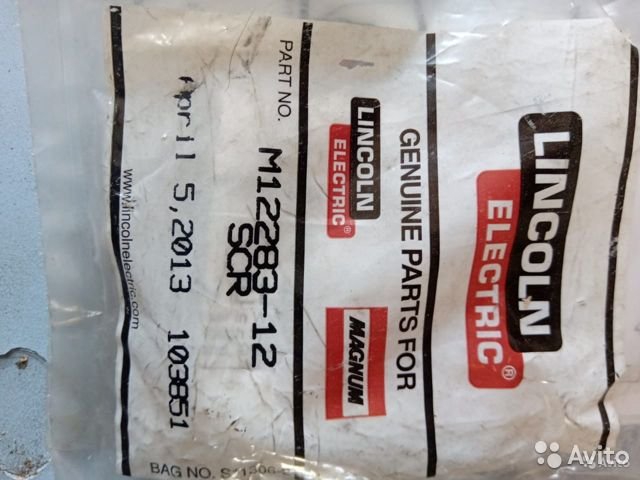 LINCOLN
ELECTRIC®
GENUINE PARTS FOR
LINCOLN
ELECTRIC®
MAGNUM
PART NO. M12283-12
SCR
April 5,2013 103851
www.lincolnelectric.com
BAG NO.
Avito